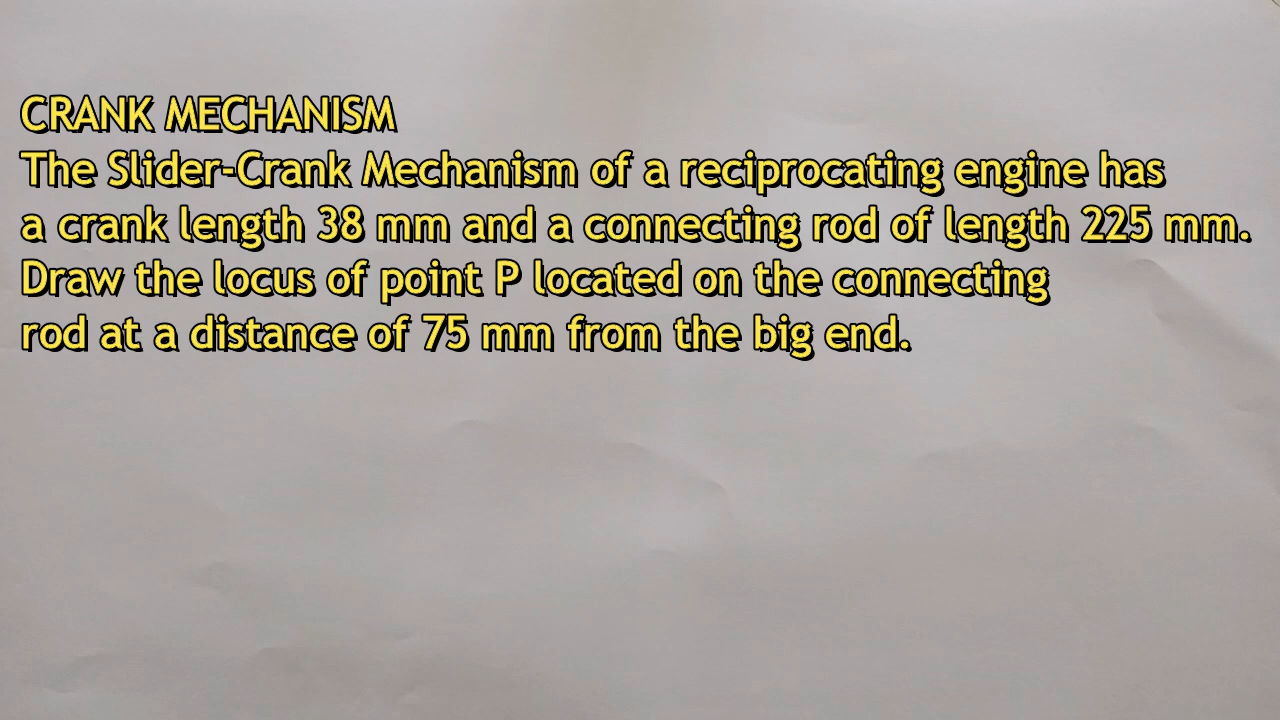 CRANK MECHANISM
The Slider-Crank Mechanism of a reciprocating engine has
a crank length 38 mm and a connecting rod of length 225 mm.
Draw the locus of point P located on the connecting
rod at a distance of 75 mm from the big end.